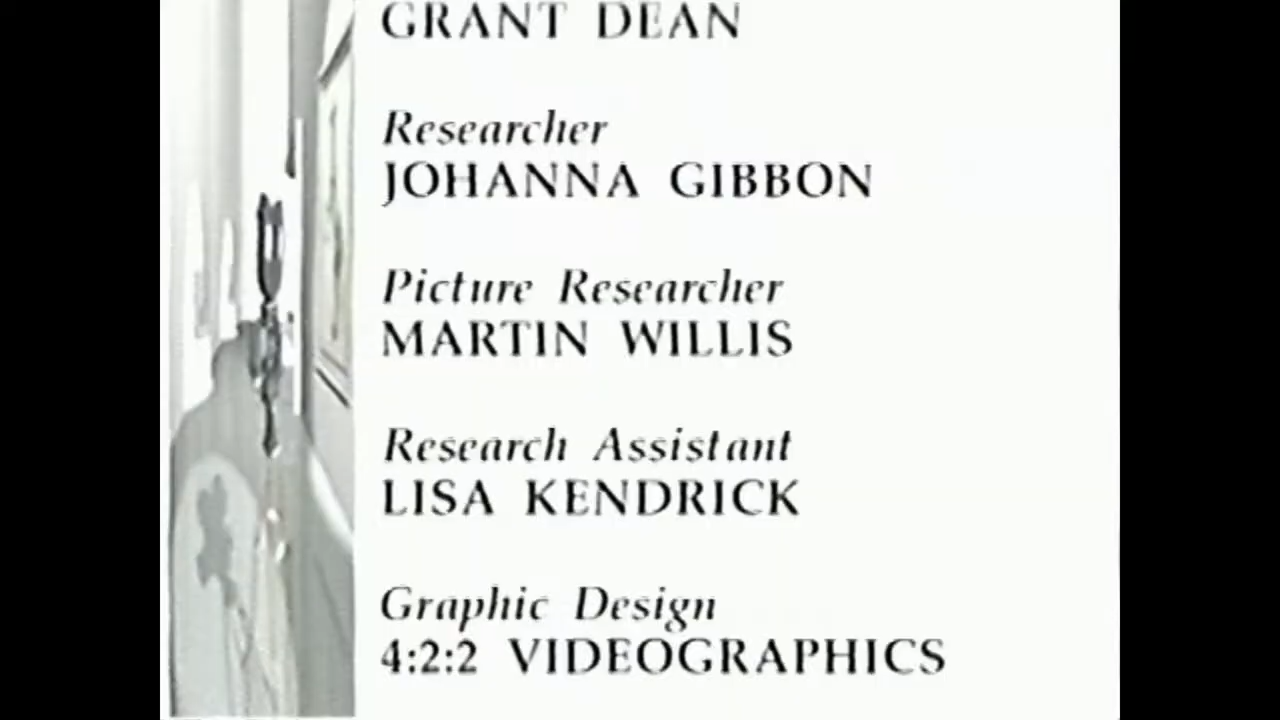 GRANT DEAN
Researcher
JOHANNA GIBBON
Picture Researcher
MARTIN WILLIS
Research Assistant
LISA KENDRICK
Graphic Design
4:2:2 VIDEOGRAPHICS